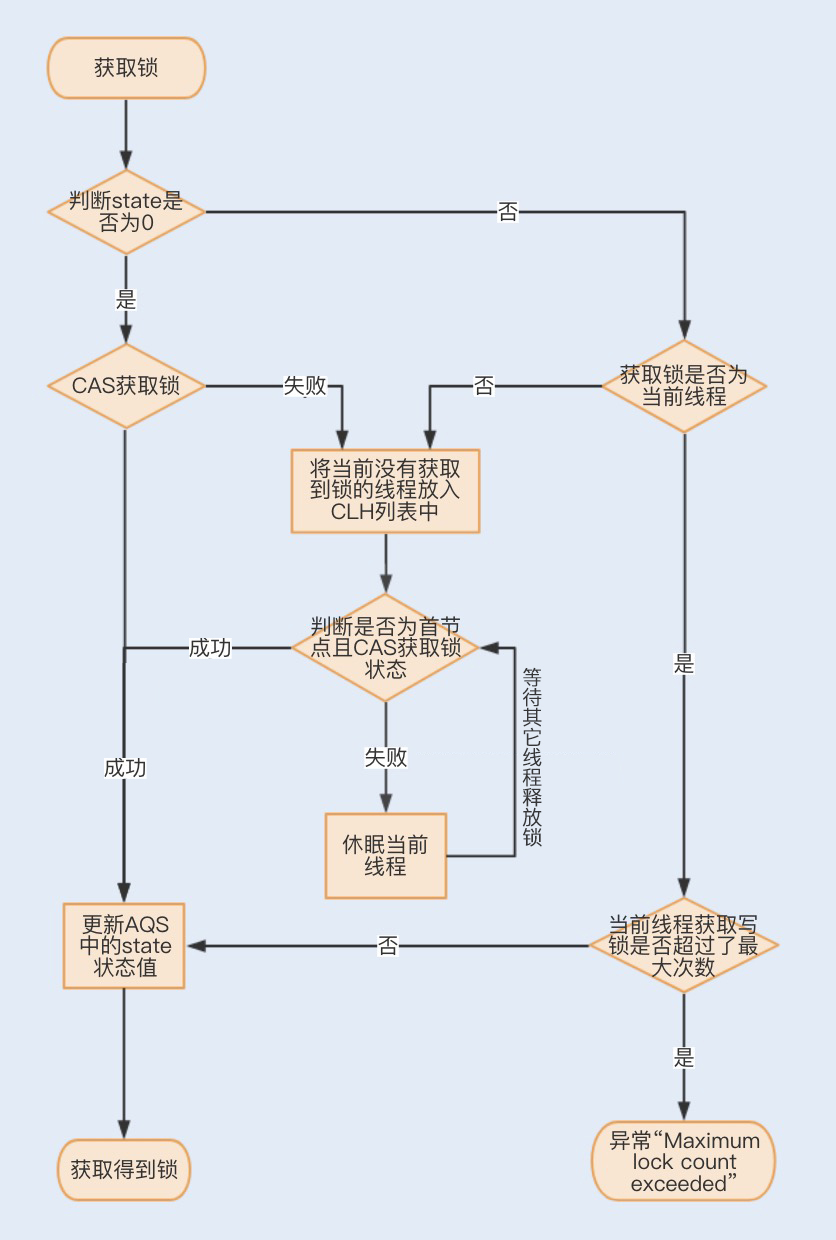 获取锁
判断state是
否为0
否
是
CAS获取锁
失败
否
获取锁是否为
当前线程
将当前没有获取
到锁的线程放入
CLH列表中
判断是否为首节
点且CAS获取锁
状态
成功
等待其它线程释放锁
是
失败
成功
休眠当前
线程
更新AQS
中的state
状态值
否
当前线程获取写
锁是否超过了最
大次数
是
获取得到锁
异常“Maximum
lock count
exceeded”